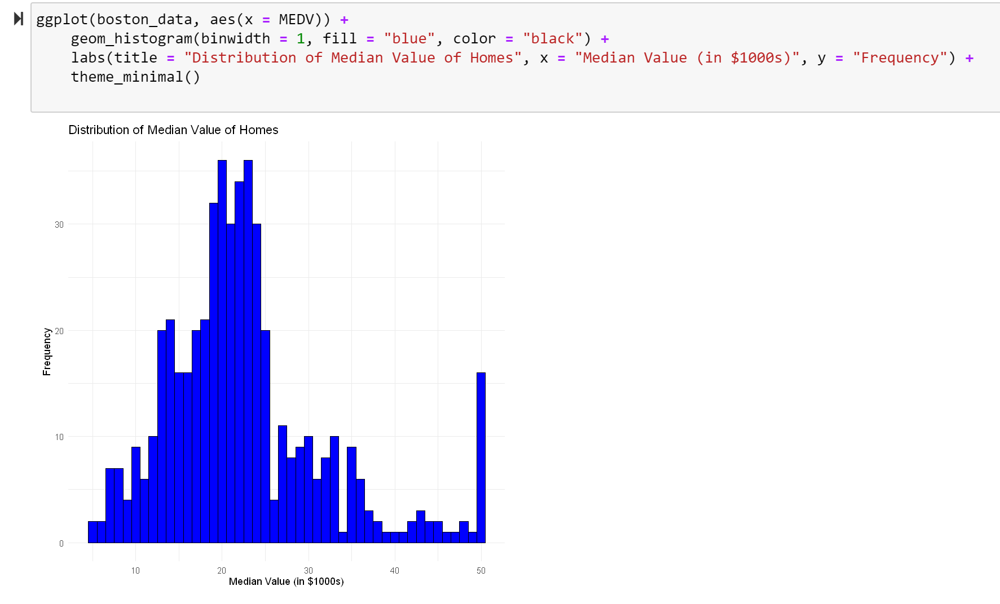 ggplot(boston_data, aes(x = MEDV)) +
    geom_histogram(binwidth = 1, fill = "blue", color = "black") +
    labs(title = "Distribution of Median Value of Homes", x = "Median Value (in $1000s)", y = "Frequency") +
    theme_minimal()
Distribution of Median Value of Homes
30
20
10
0
Frequency
10 20 30 40 50
Median Value (in $1000s)